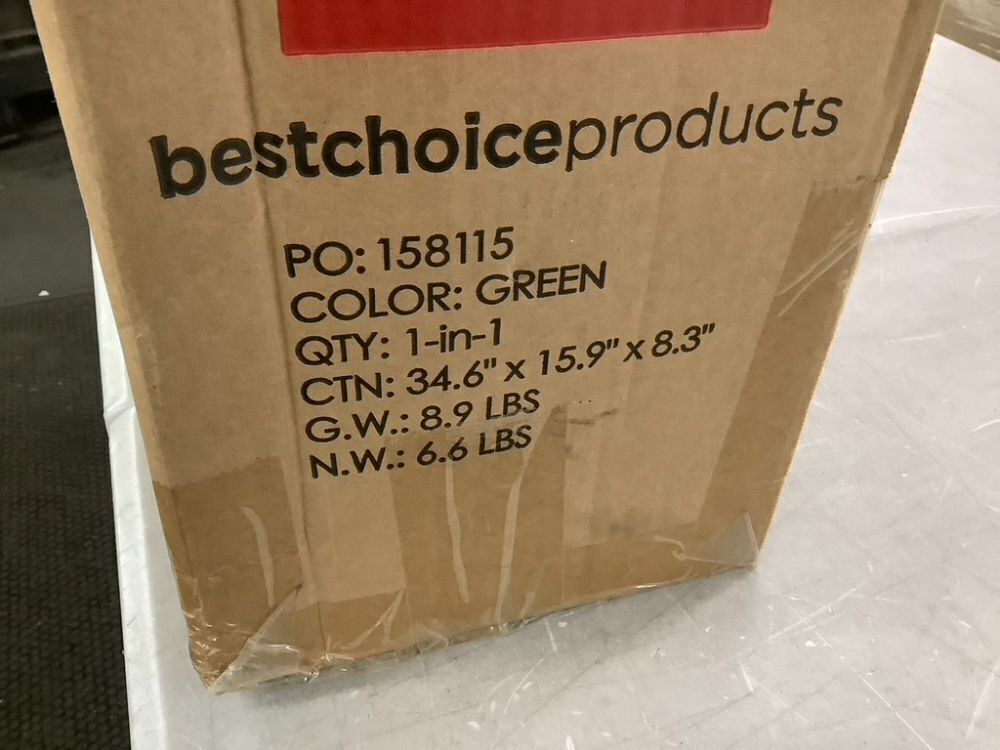 bestchoiceproducts
PO: 158115
COLOR: GREEN
QTY: 1-in-1
CTN: 34.6" x 15.9" x 8.3"
G.W.: 8.9 LBS
N.W.: 6.6 LBS